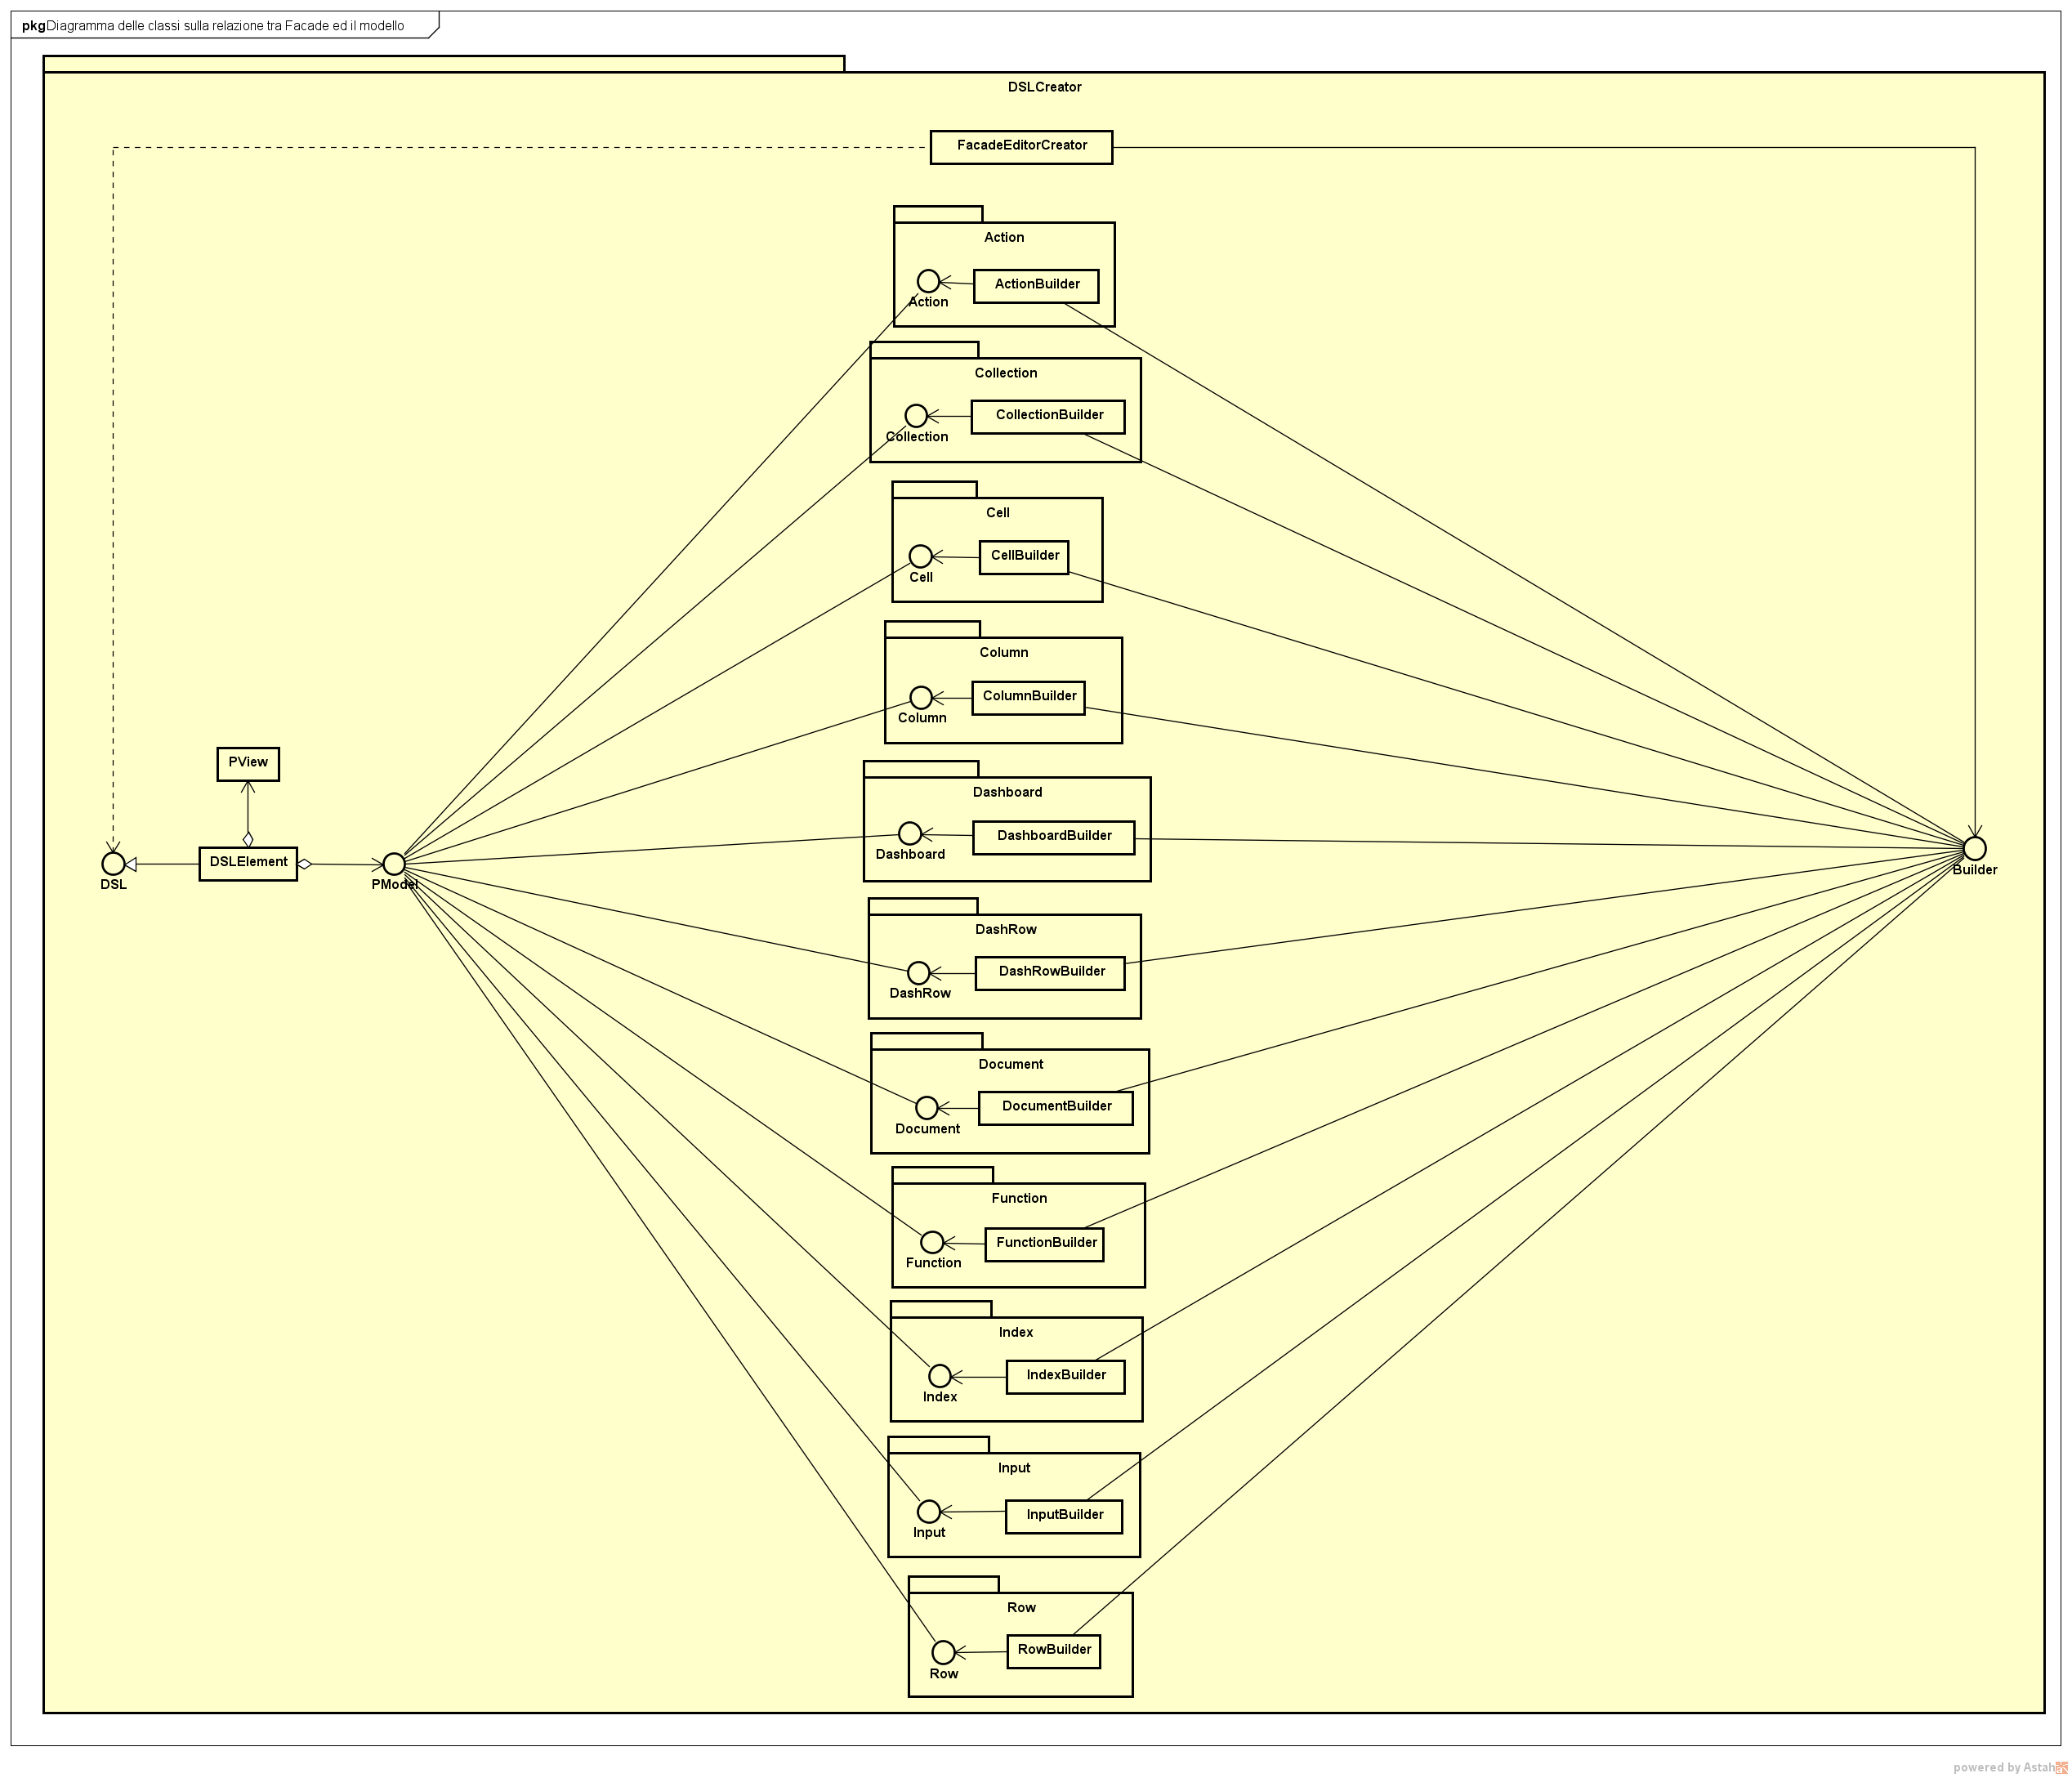 pkg Diagramma delle classi sulla relazione tra Facade ed il modello
DSLCreator
FacadeEditorCreator
Action
ActionBuilder
Action
Collection
CollectionBuilder
Collection
Cell
CellBuilder
Cell
Column
ColumnBuilder
Column
PView
Dashboard
DashboardBuilder
Dashboard
DSLElement
DSL
PModel
Builder
DashRow
DashRowBuilder
DashRow
Document
DocumentBuilder
Document
Function
FunctionBuilder
Function
Index
IndexBuilder
Index
Input
InputBuilder
Input
Row
RowBuilder
Row
powered by Astah